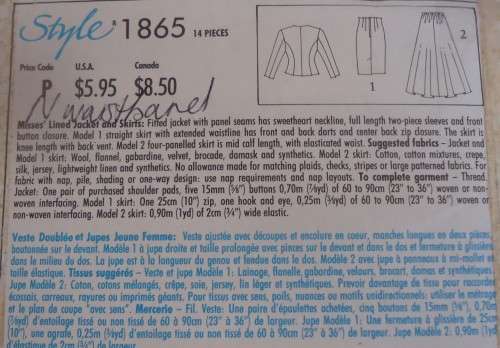 Style® 1865 14 PIECES
Price Code U.S.A. Canada
P $5.95 $8.50
N waistband
1
2
Misses' Lined Jacket and Skirts: Fitted jacket with panel seams has sweetheart neckline, full length two-piece sleeves and front
button closure. Model 1 straight skirt with extended waistline has front and back darts and center back zip closure. The skirt is
knee length with back vent. Model 2 four-panelled skirt is mid calf length, with elasticated waist. Suggested fabrics – Jacket and
Skirt: Model 1 skirt: Wool, flannel, gabardine, velvet, brocade, damask and synthetics. Model 2 skirt: Cotton, cotton mixtures, crepe,
silk, jersey, lightweight linen and synthetics. No allowance made for matching plaids, checks, stripes or large patterned fabrics. For
fabric with nap, pile, shading or one-way design: use nap requirements and nap layouts. To complete garment – Thread.
Jacket: One pair of purchased shoulder pads, five 15mm (⅝") buttons 0,70m (⅞yd) of 60 to 90cm (23" to 36") woven or non-
woven interfacing. Model 1 skirt: One 25cm (10") zip, one hook and eye, 0,25m (⅜yd) of 60 to 90cm (23" to 36") woven
or non-woven interfacing. Model 2 skirt: 0,90m (1yd) of 2cm (¾") wide elastic.
Veste Doublée et Jupes Jeune Femme: Veste ajustée avec découpes et encolure en coeur, manches longues en deux pièces,
boutonnée sur le devant. Modèle 1 à jupe droite et taille prolongée avec pinces sur le devant et dans le dos et fermeture à glissière
dans le milieu du dos. La jupe est à la longueur du genou et fendue dans le dos. Modèle 2 avec jupe à panneaux à mi-mollet et
taille élastique. Tissus suggérés – Veste et jupe Modèle 1: Lainage, flanelle, gabardine, velours, brocart, damas et synthétiques.
Jupe Modèle 2: Coton, cotons mélangés, crêpe, soie, jersey, lin léger et synthétiques. Prévoir davantage tissu pour raccorder
écossais, carreaux, rayures ou imprimés géants. Pour tissus avec sens, poils, nuances ou motifs unidirectionnels: utiliser le métrage
et le plan de coupe "avec sens". Mercerie – Fil. Veste: Une paire d'épaulettes achetées, cinq boutons de 15mm (⅝"), 0,70m
(⅞yd) d'entoilage tissé ou non tissé de 60 à 90cm (23" à 36") de largeur. Jupe Modèle 1: Une fermeture à glissière de 25cm
(10"), une agrafe, 0,25m (⅜yd) d'entoilage tissé ou non tissé de 60 à 90cm (23" à 36") de largeur. Jupe Modèle 2: 0,90m (1yd)
d'élastique de 2cm (¾") de large.